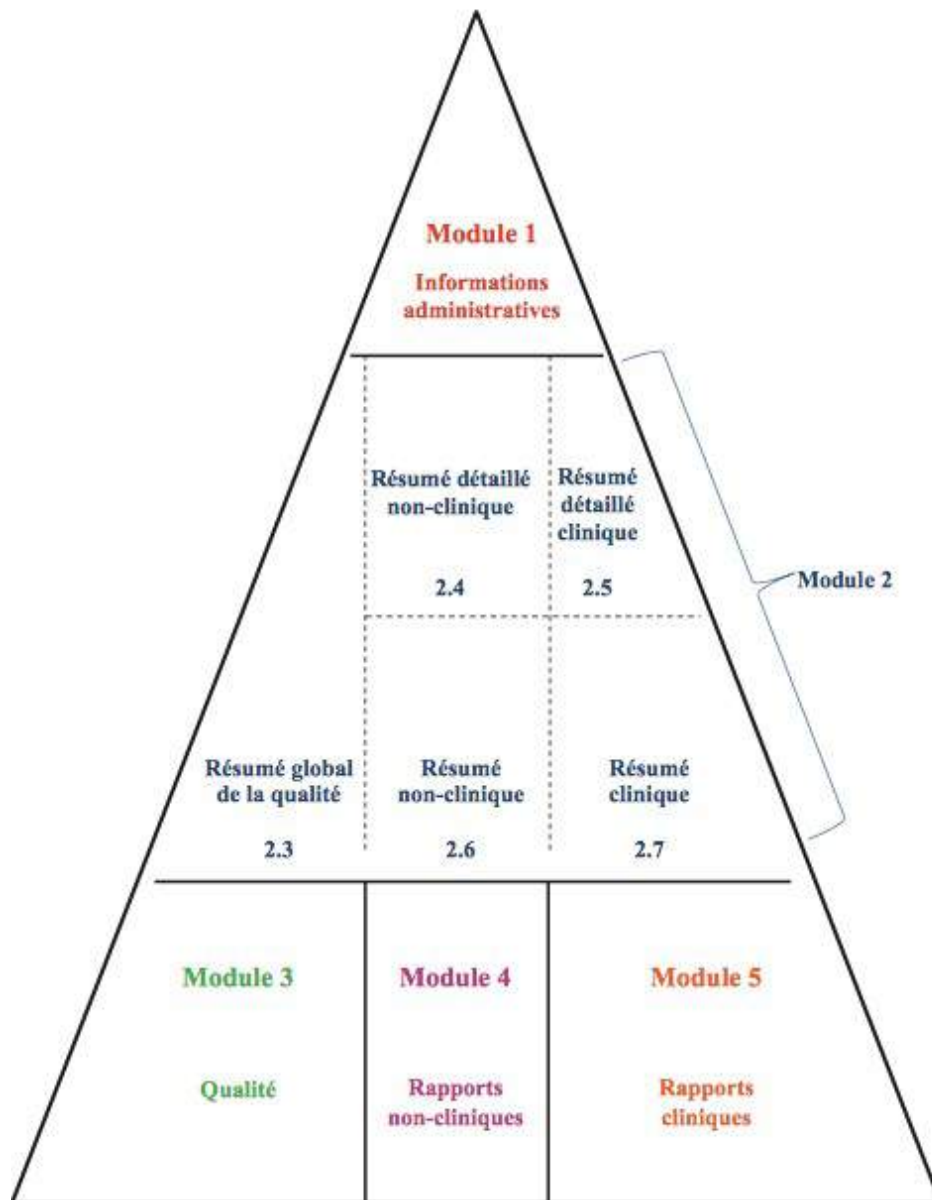 Module 1
Informations
administratives
Résumé détaillé
non-clinique
2.4
Résumé
détaillé
clinique
2.5
Module 2
Résumé global
de la qualité
2.3
Résumé
non-clinique
2.6
Résumé
clinique
2.7
Module 3
Qualité
Module 4
Rapports
non-cliniques
Module 5
Rapports
cliniques